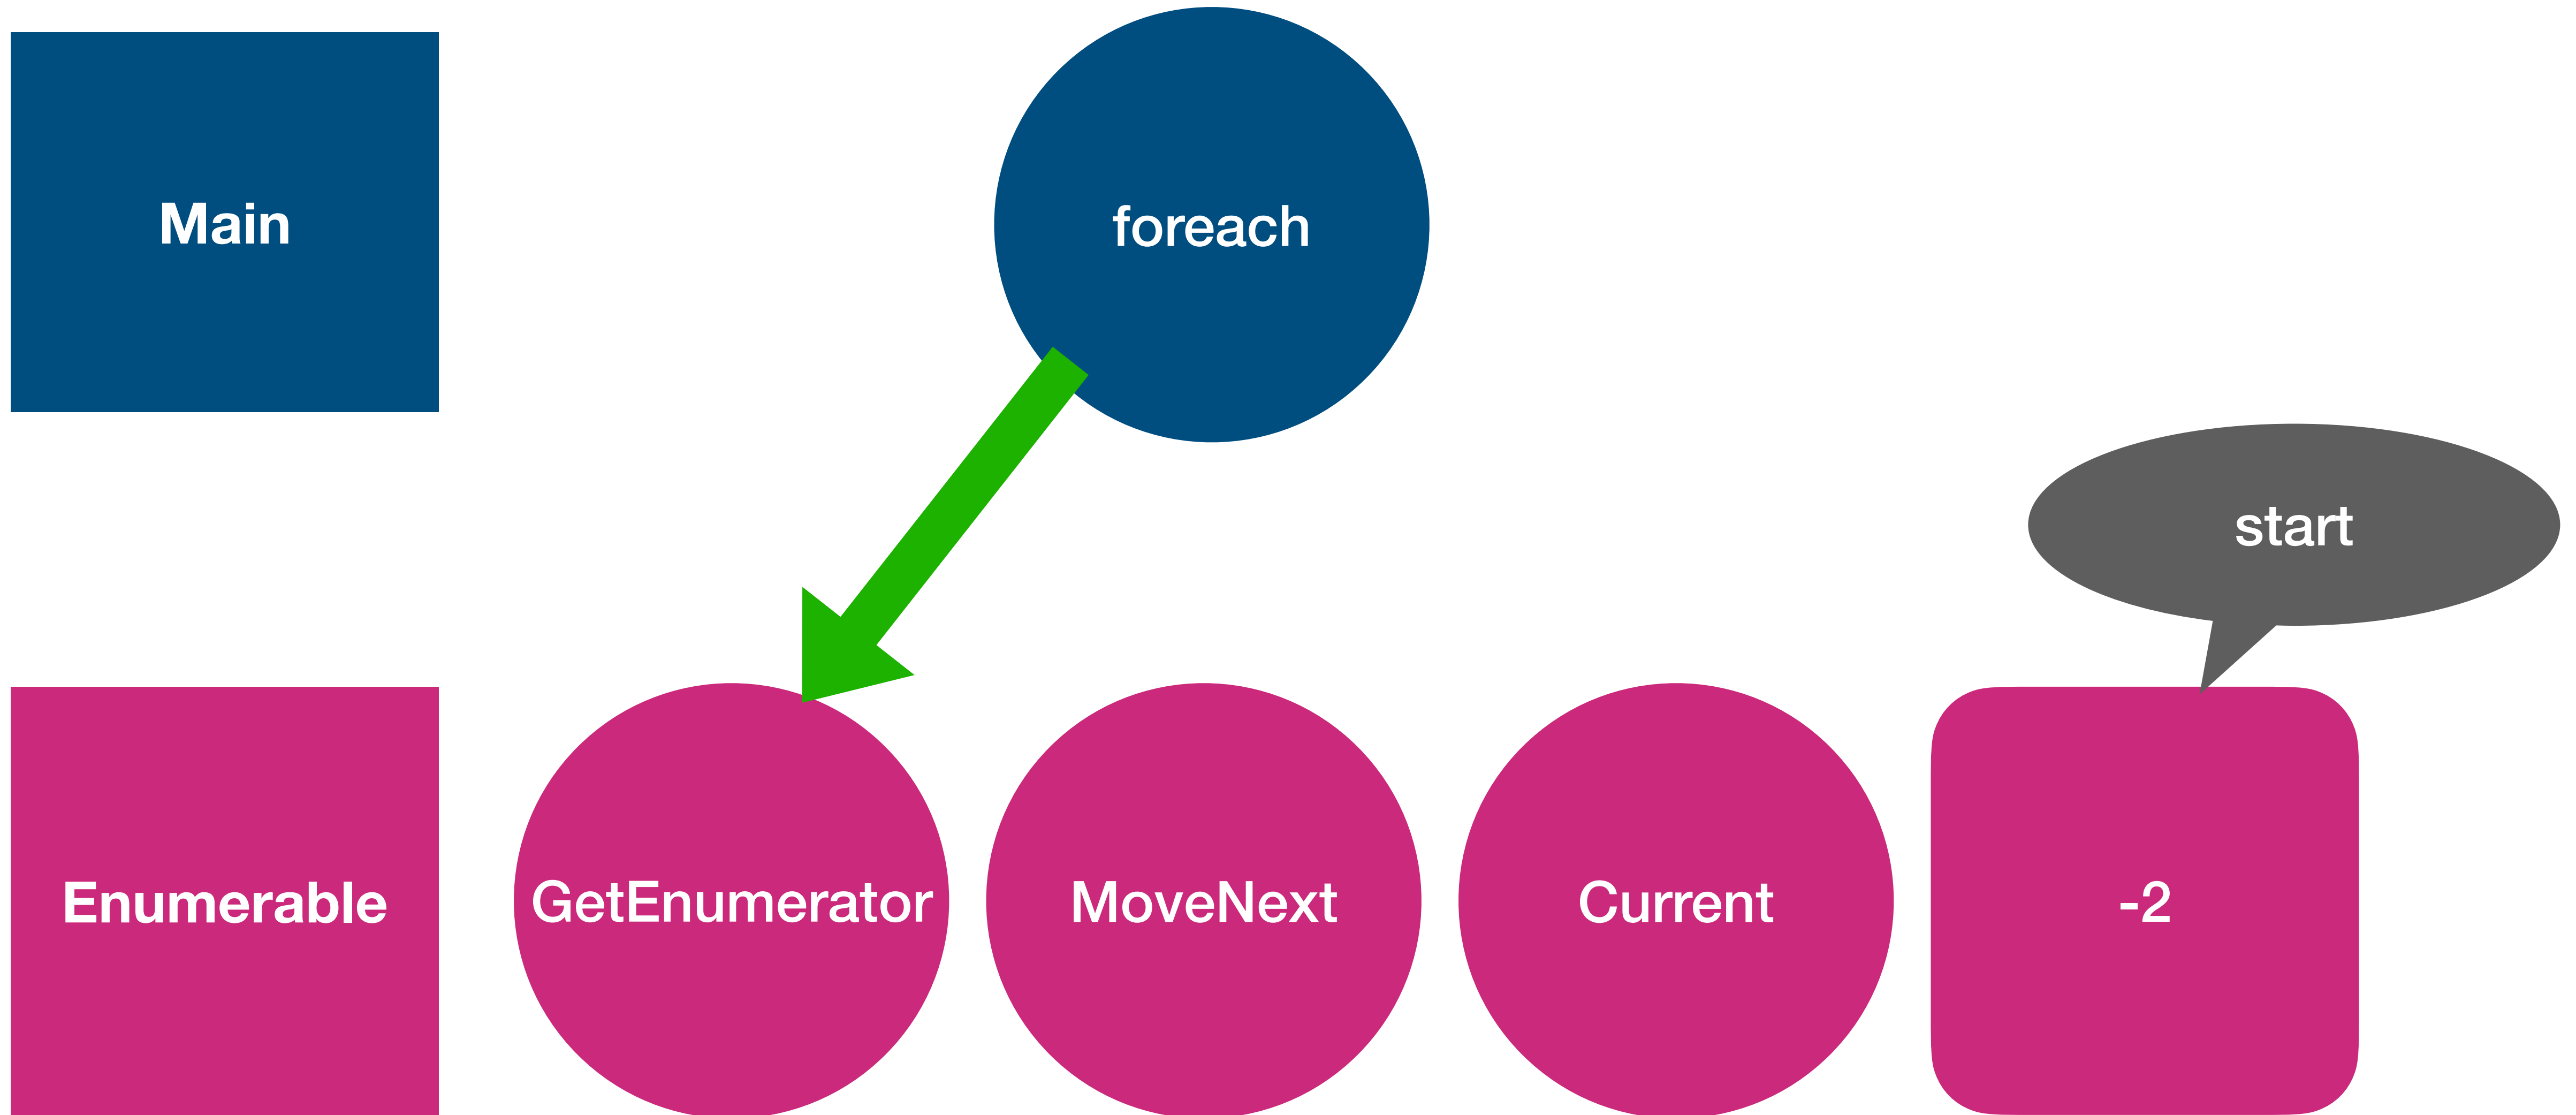 Main
foreach
start
Enumerable
GetEnumerator
MoveNext
Current
-2